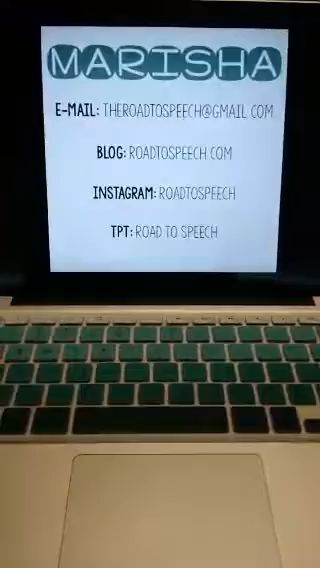 MARISHA
E-MAIL: THEROADTOSPEECH@GMAIL.COM
BLOG: ROADTOSPEECH.COM
INSTAGRAM: ROADTOSPEECH
TPT: ROAD TO SPEECH